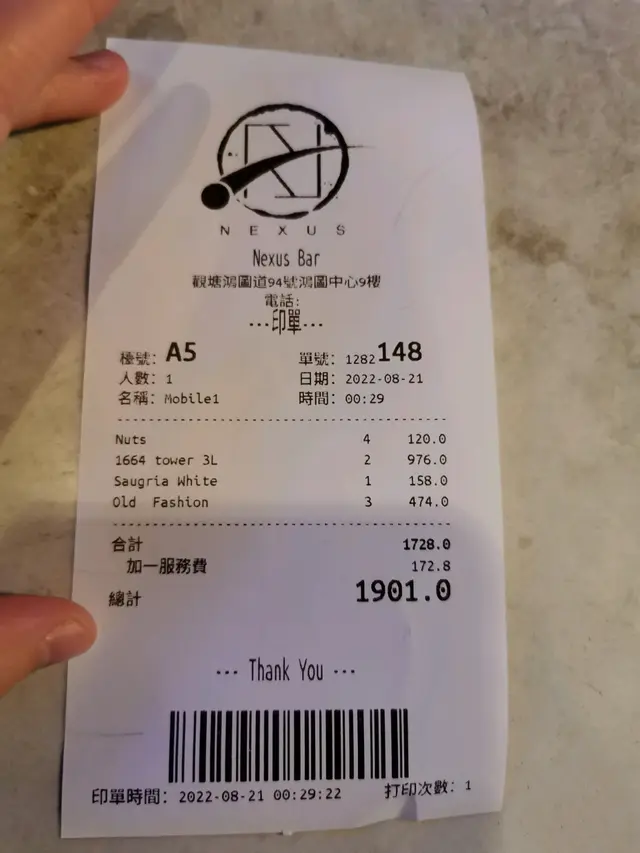 NEXUS
Nexus Bar
觀塘鴻圖道94號鴻圖中心9樓
電話:
---印單---
檯號: A5 單號: 1282148
人數: 1 日期: 2022-08-21
名稱: Mobile1 時間: 00:29
Nuts 4 120.0
1664 tower 3L 2 976.0
Saugria White 1 158.0
Old Fashion 3 474.0
合計 1728.0
加一服務費 172.8
總計 1901.0
--- Thank You ---
印單時間: 2022-08-21 00:29:22 打印次數: 1